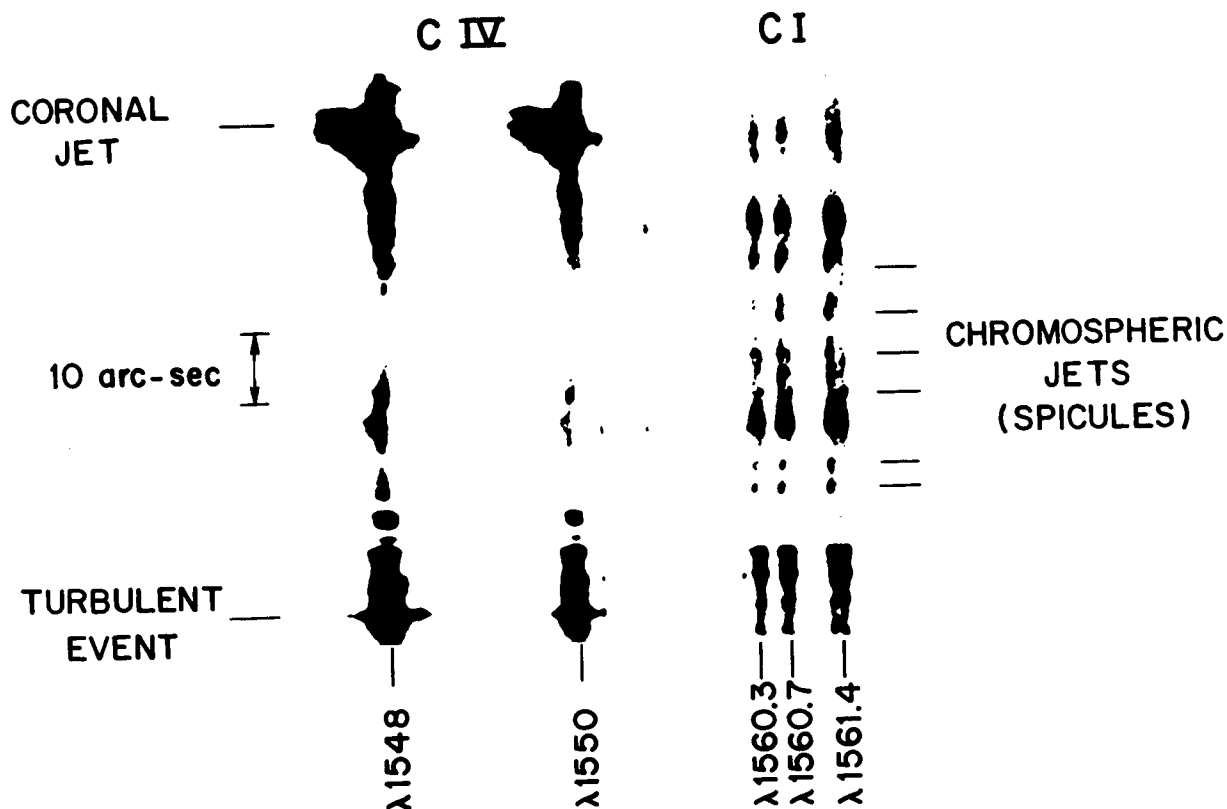 C IV
C I
CORONAL
JET
10 arc-sec
CHROMOSPHERIC
JETS
(SPICULES)
TURBULENT
EVENT
λ1548
λ1550
λ1560.3
λ1560.7
λ1561.4